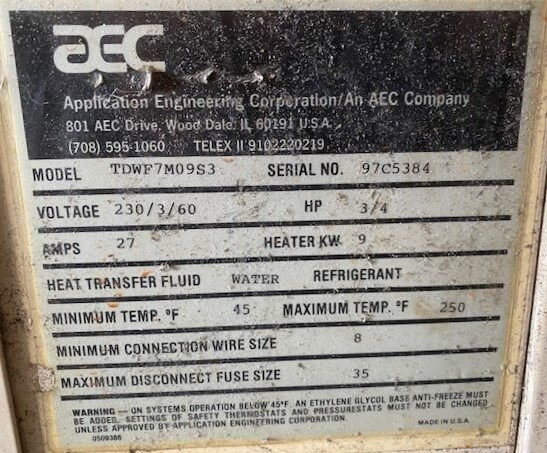 AEC
Application Engineering Corporation/An AEC Company
801 AEC Drive, Wood Dale, IL 60191 U.S.A.
(708) 595-1060 TELEX II 9102220219
MODEL TDWF7M09S3 SERIAL NO. 97C5384
VOLTAGE 230/3/60 HP 3/4
AMPS 27 HEATER KW 9
HEAT TRANSFER FLUID WATER REFRIGERANT
MINIMUM TEMP. ºF 45 MAXIMUM TEMP. ºF 250
MINIMUM CONNECTION WIRE SIZE 8
MAXIMUM DISCONNECT FUSE SIZE 35
WARNING — ON SYSTEMS OPERATION BELOW 45°F. AN ETHYLENE GLYCOL BASE ANTI-FREEZE MUST
BE ADDED. SETTINGS OF SAFETY THERMOSTATS AND PRESSURESTATS MUST NOT BE CHANGED
UNLESS APPROVED BY APPLICATION ENGINEERING CORPORATION. MADE IN U.S.A.
0509386